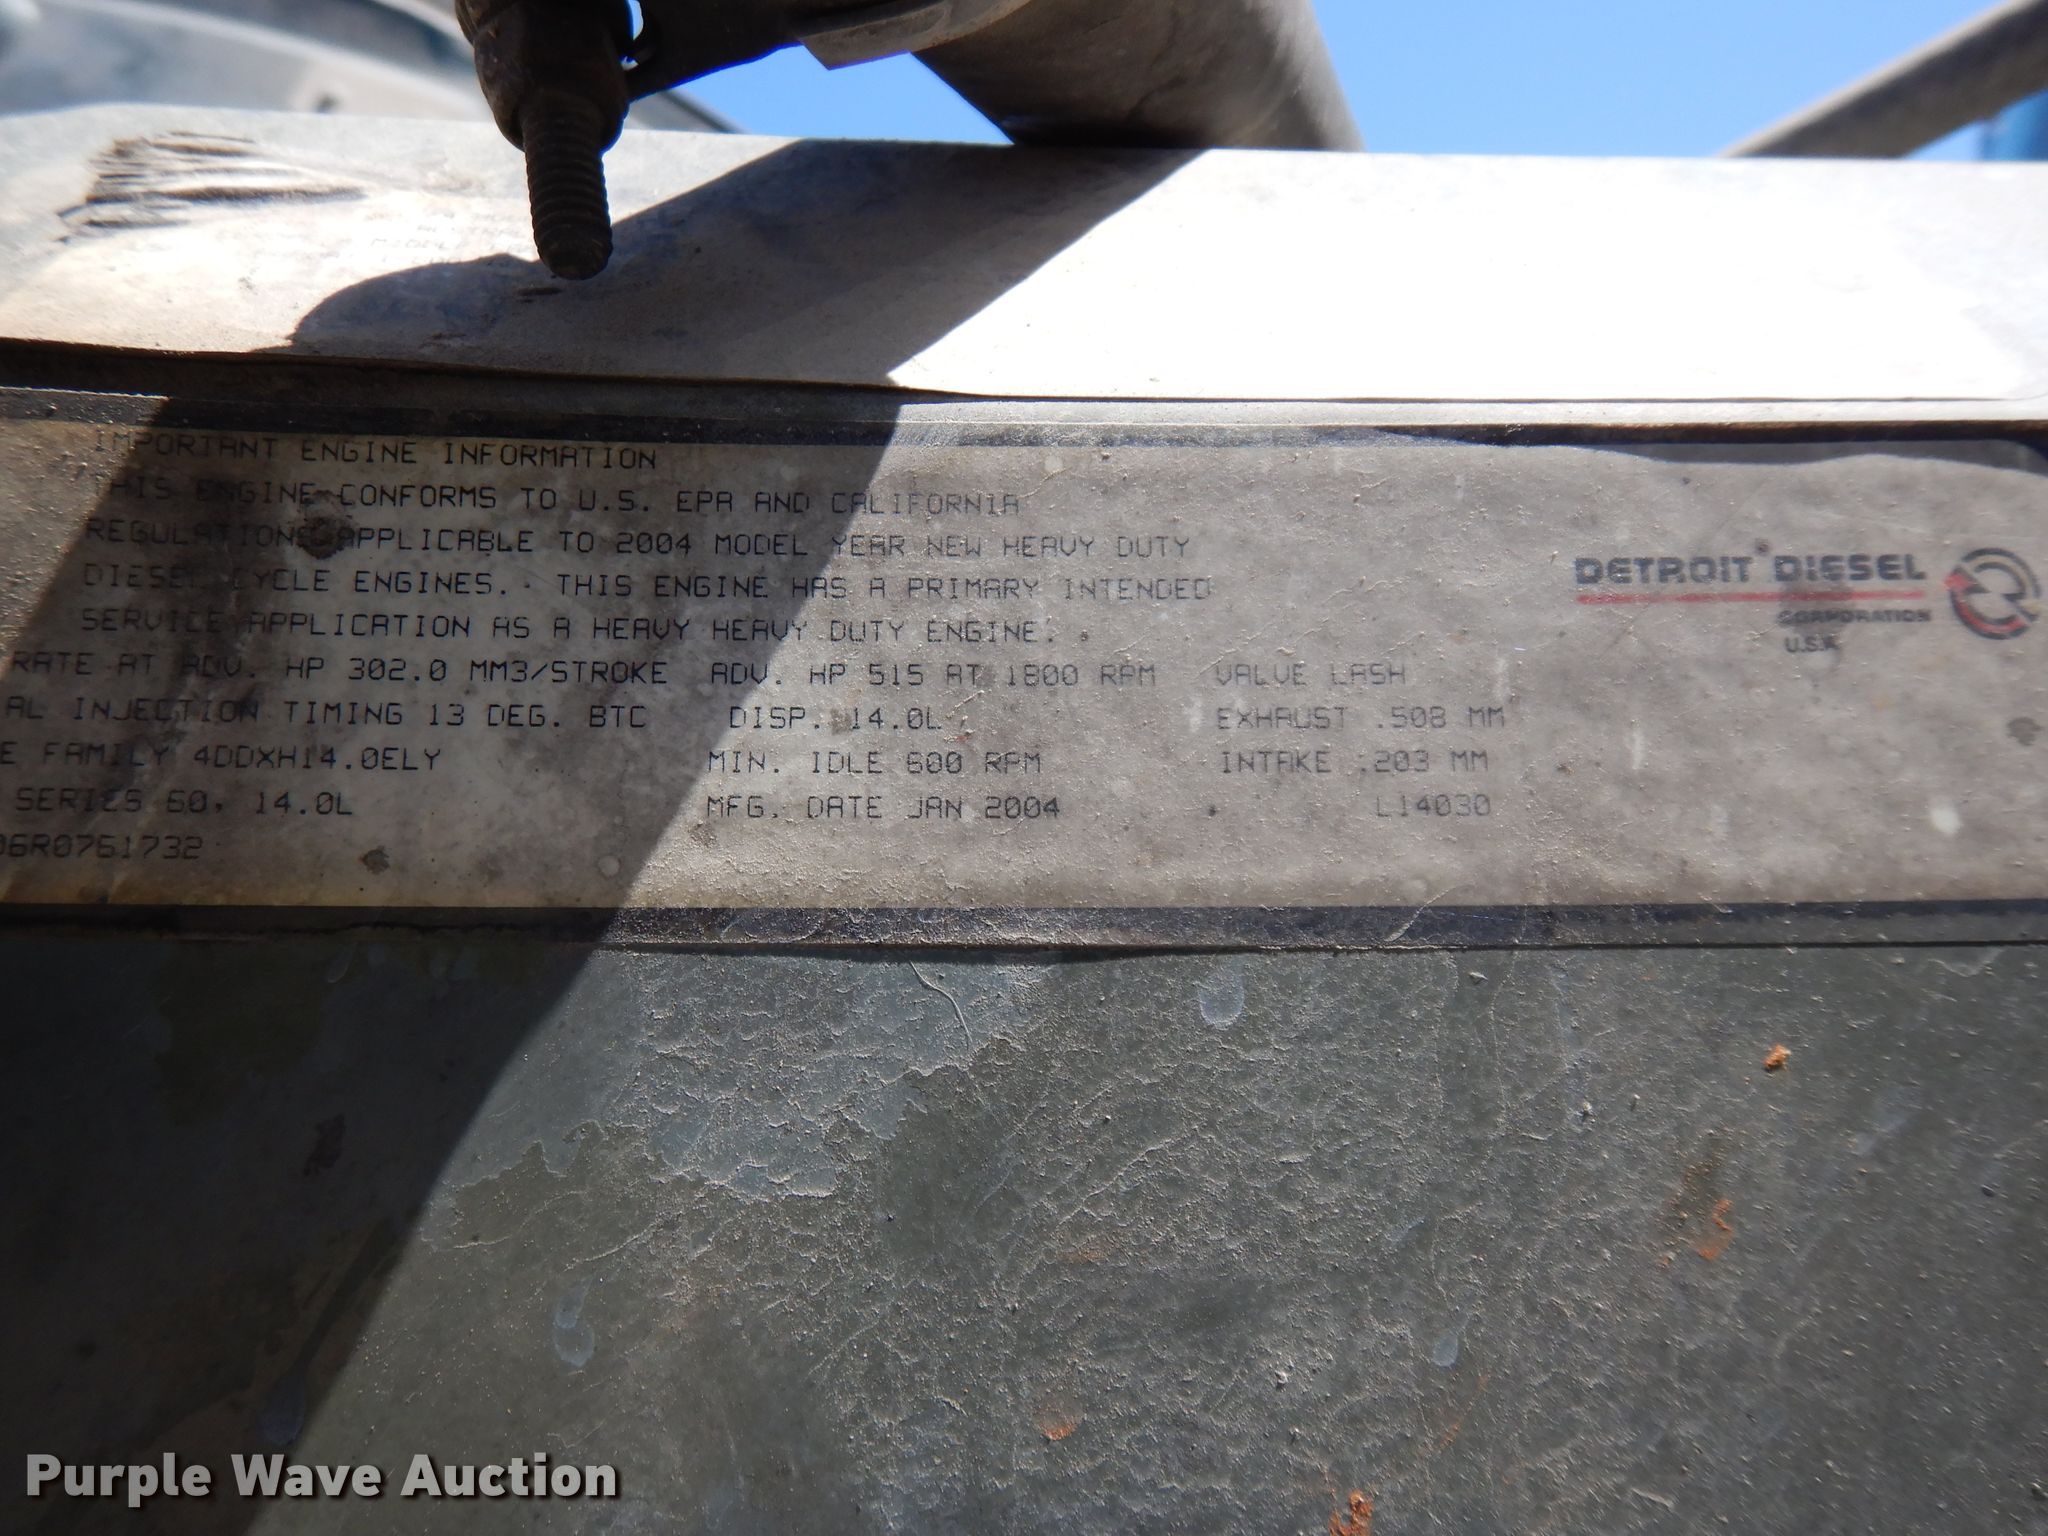 IMPORTANT ENGINE INFORMATION
THIS ENGINE CONFORMS TO U.S. EPA AND CALIFORNIA
REGULATIONS APPLICABLE TO 2004 MODEL YEAR NEW HEAVY DUTY
DIESEL CYCLE ENGINES. THIS ENGINE HAS A PRIMARY INTENDED
SERVICE APPLICATION AS A HEAVY HEAVY DUTY ENGINE.
RATE AT ADV. HP 302.0 MM3/STROKE ADV. HP 515 AT 1800 RPM VALVE LASH
AL INJECTION TIMING 13 DEG. BTC DISP. 14.0L EXHAUST .508 MM
E FAMILY 4DDXH14.0ELY MIN. IDLE 600 RPM INTAKE .203 MM
SERIES 60, 14.0L MFG. DATE JAN 2004 L14030
06R0761732
DETROIT DIESEL
CORPORATION
U.S.A.
Purple Wave Auction